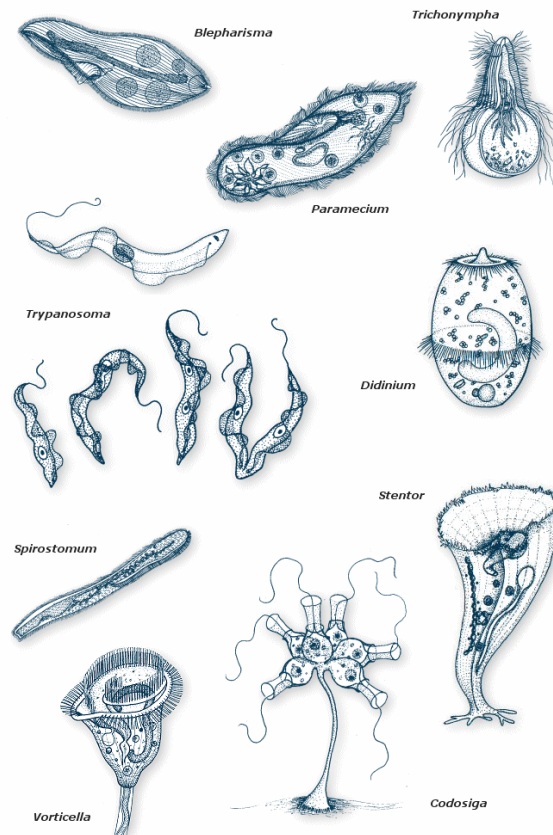 Trichonympha
Blepharisma
Paramecium
Trypanosoma
Didinium
Stentor
Spirostomum
Vorticella
Codosiga